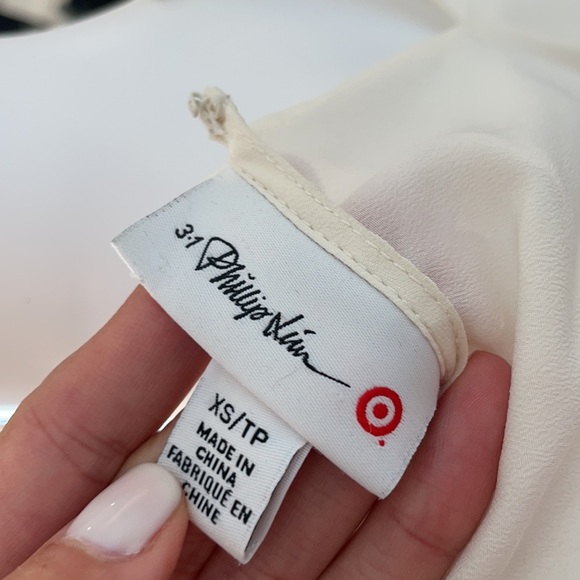 3.1 Phillip Lim
XS/TP
MADE IN
CHINA
FABRIQUÉ EN
CHINE